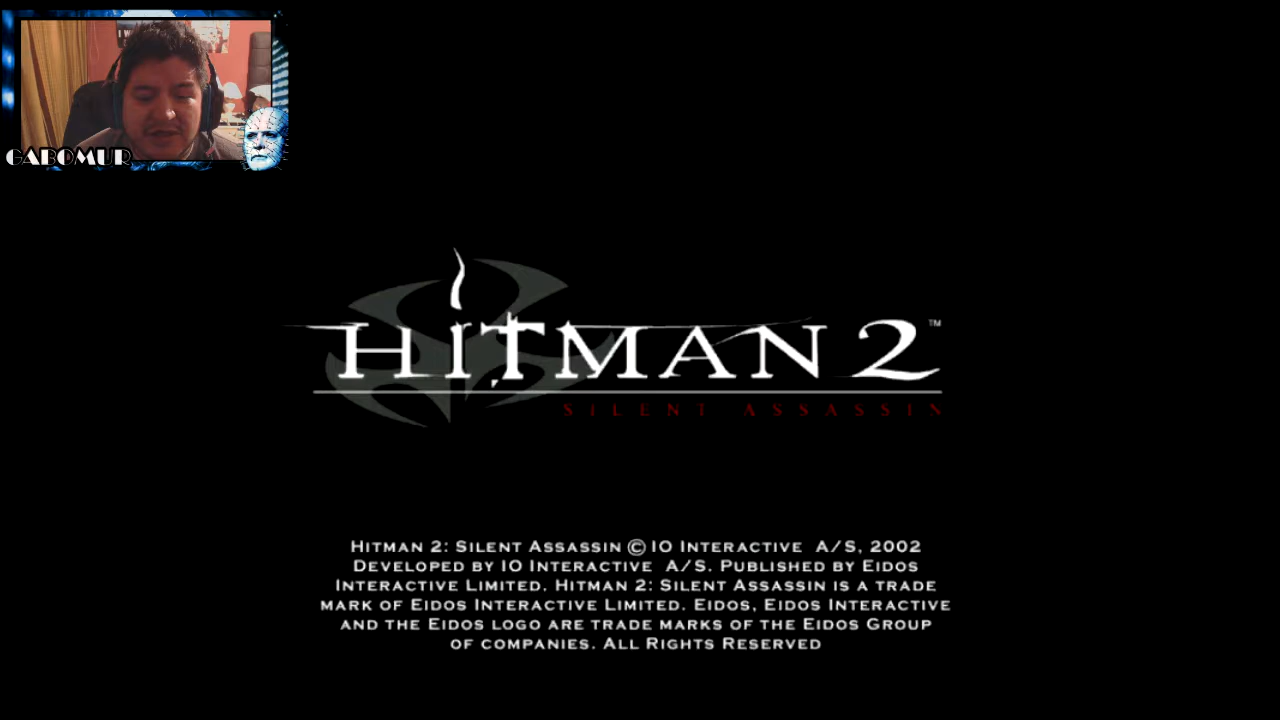 GABOMUR
HITMAN 2™
SILENT ASSASSIN
HITMAN 2: SILENT ASSASSIN © IO INTERACTIVE A/S, 2002
DEVELOPED BY IO INTERACTIVE A/S. PUBLISHED BY EIDOS
INTERACTIVE LIMITED. HITMAN 2: SILENT ASSASSIN IS A TRADE
MARK OF EIDOS INTERACTIVE LIMITED. EIDOS, EIDOS INTERACTIVE
AND THE EIDOS LOGO ARE TRADE MARKS OF THE EIDOS GROUP
OF COMPANIES. ALL RIGHTS RESERVED